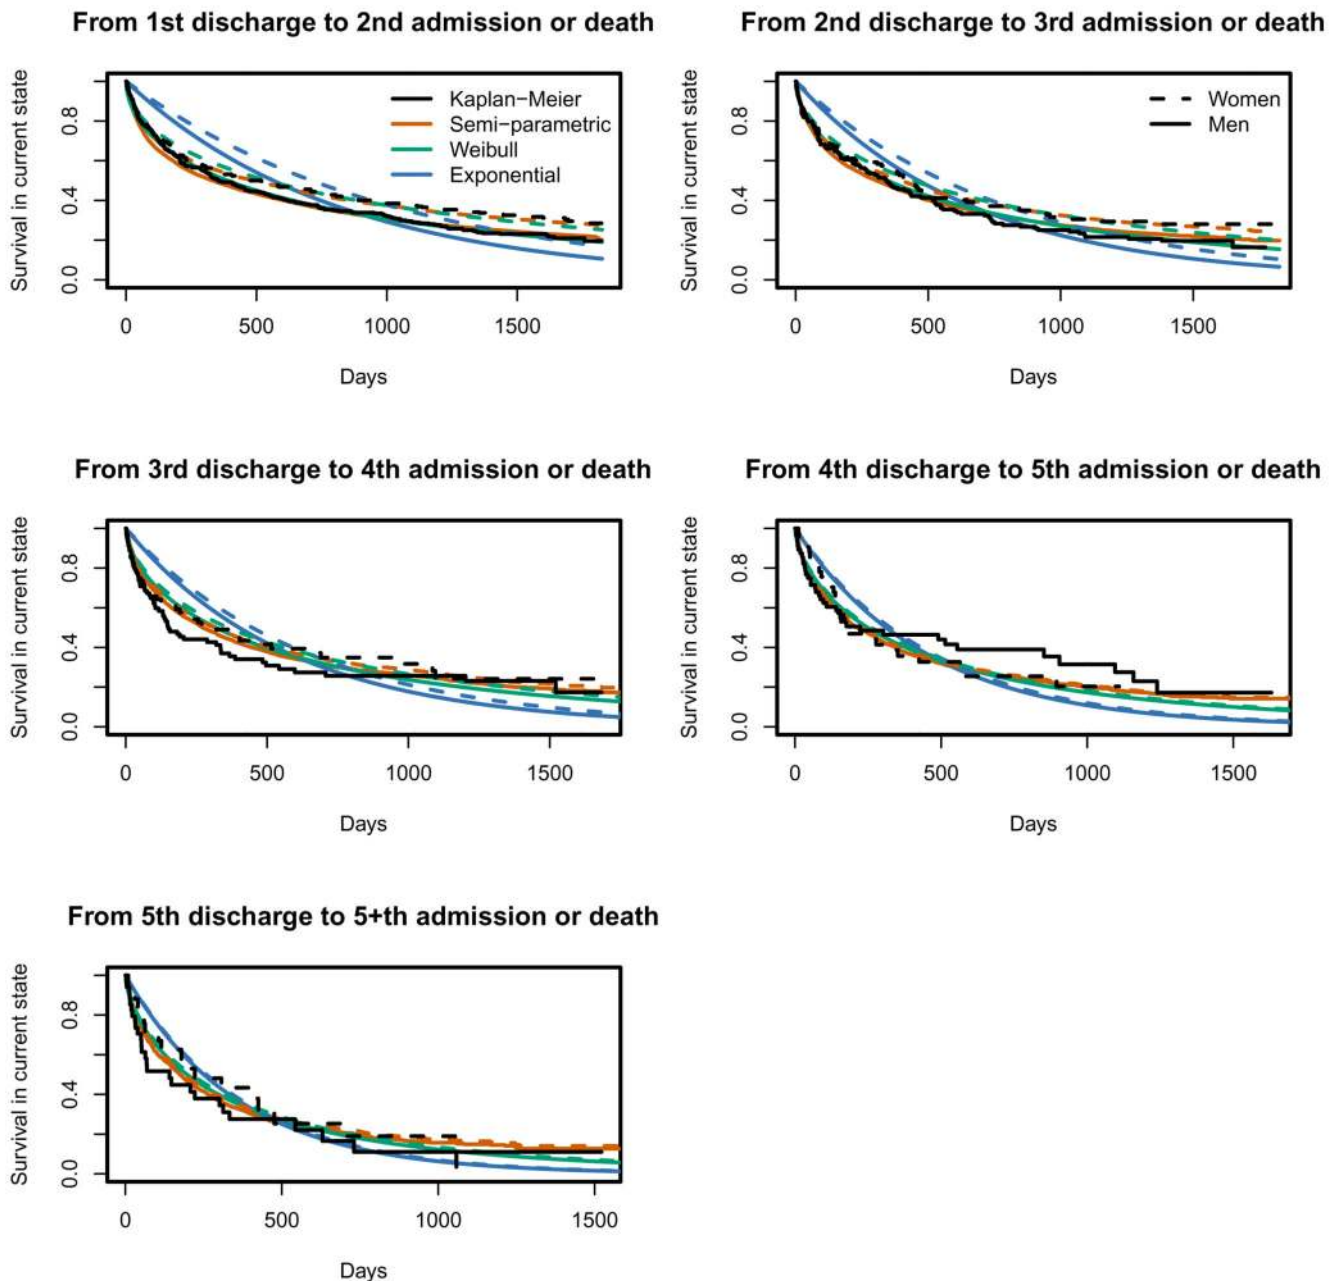 From 1st discharge to 2nd admission or death
Survival in current state
0.8
0.4
0.0
Kaplan−Meier
Semi−parametric
Weibull
Exponential
0 500 1000 1500
Days
From 2nd discharge to 3rd admission or death
Survival in current state
0.8
0.4
0.0
Women
Men
0 500 1000 1500
Days
From 3rd discharge to 4th admission or death
Survival in current state
0.8
0.4
0.0
0 500 1000 1500
Days
From 4th discharge to 5th admission or death
Survival in current state
0.8
0.4
0.0
0 500 1000 1500
Days
From 5th discharge to 5+th admission or death
Survival in current state
0.8
0.4
0.0
0 500 1000 1500
Days